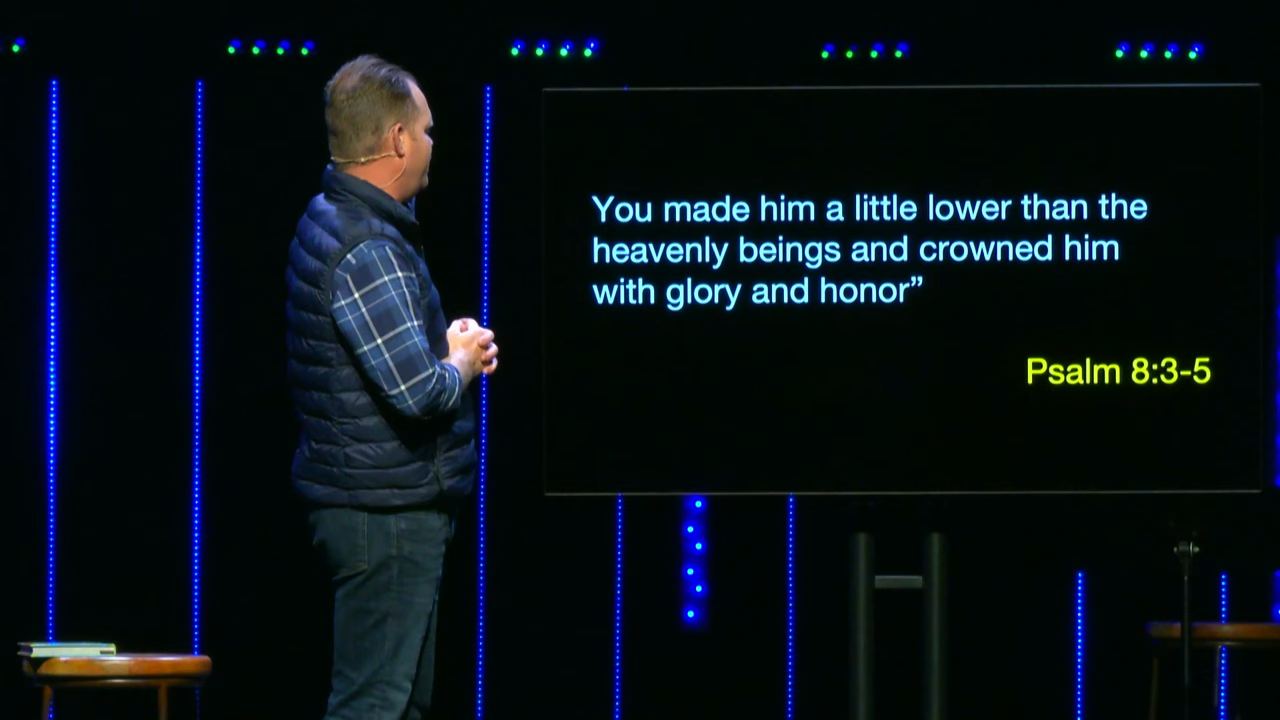 You made him a little lower than the
heavenly beings and crowned him
with glory and honor”
Psalm 8:3-5